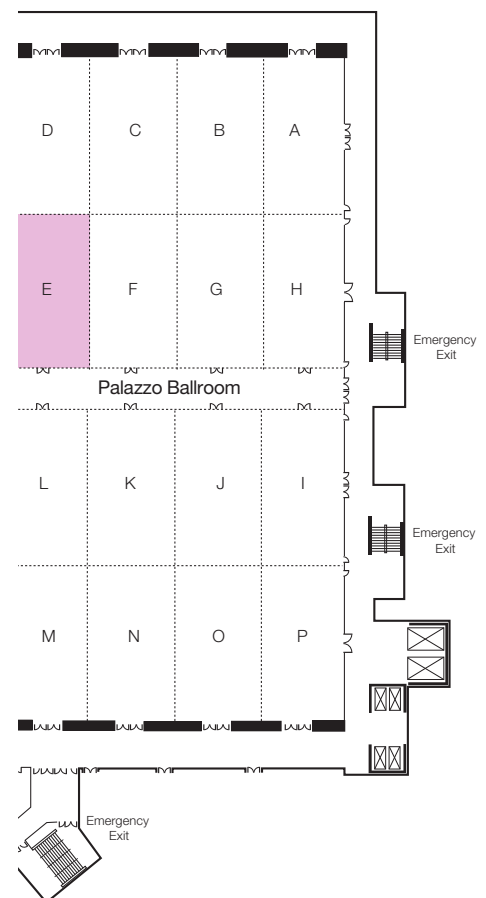 D
C
B
A
E
F
G
H
Emergency
Exit
Palazzo Ballroom
L
K
J
I
Emergency
Exit
M
N
O
P
Emergency
Exit